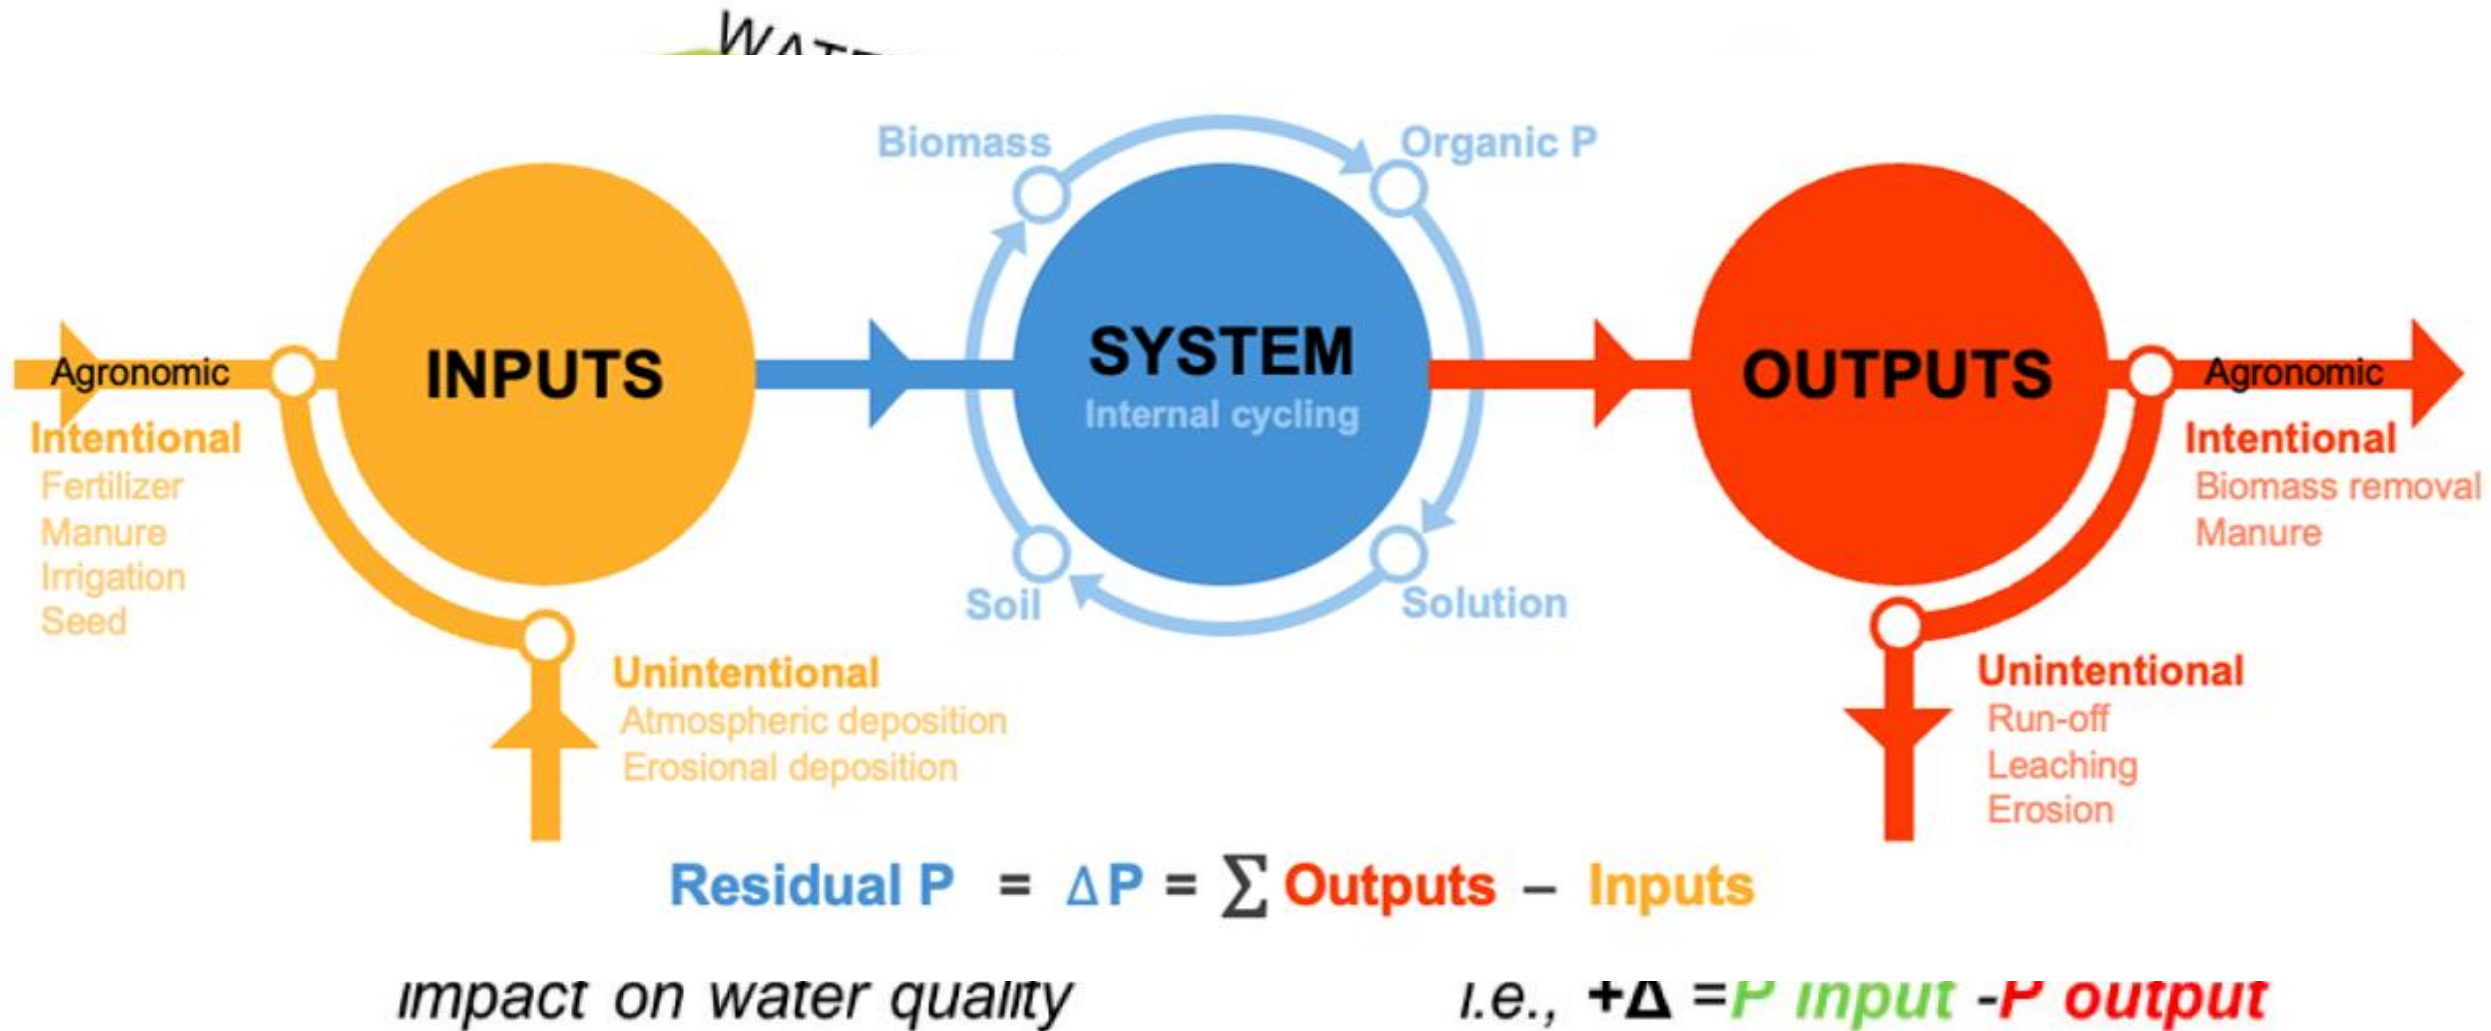 Biomass
Organic P
Agronomic
INPUTS
SYSTEM
Internal cycling
OUTPUTS
Agronomic
Intentional
Fertilizer
Manure
Irrigation
Seed
Intentional
Biomass removal
Manure
Soil
Solution
Unintentional
Atmospheric deposition
Erosional deposition
Unintentional
Run-off
Leaching
Erosion
Residual P = Δ P = ∑ Outputs – Inputs
impact on water quality
i.e., +Δ =P input -P output